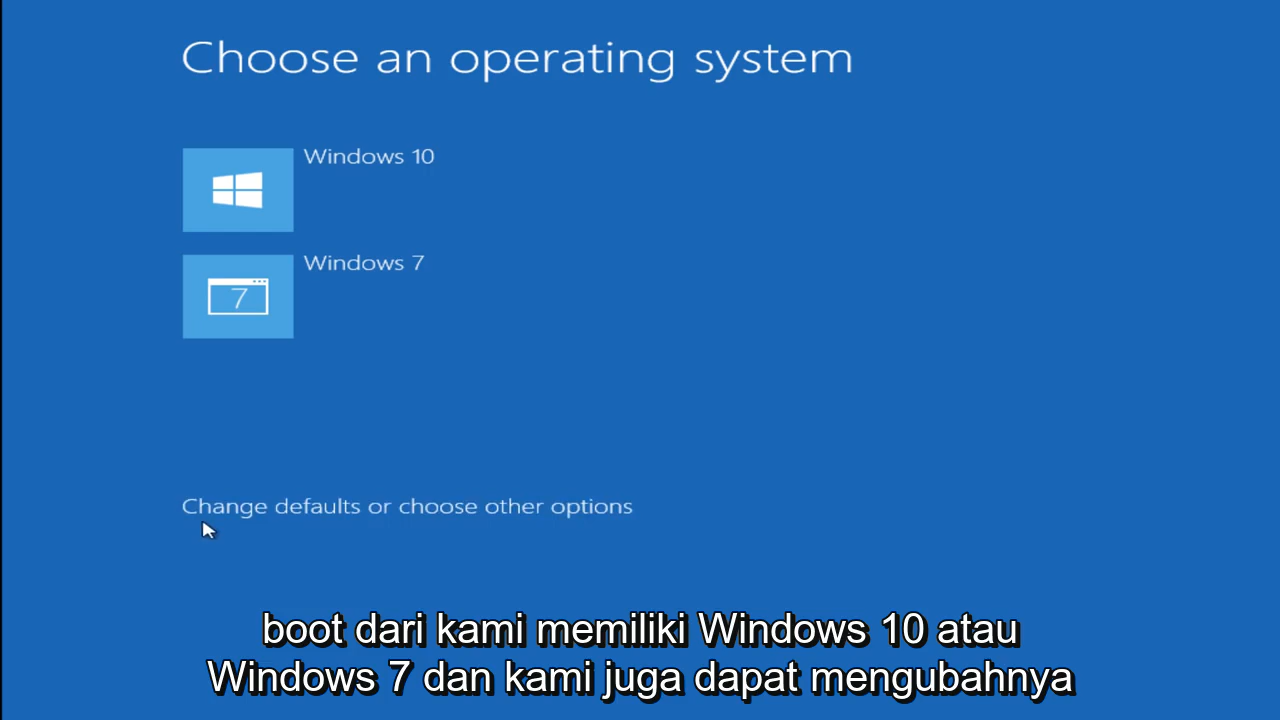 Choose an operating system
Windows 10
Windows 7
7
Change defaults or choose other options
boot dari kami memiliki Windows 10 atau
Windows 7 dan kami juga dapat mengubahnya